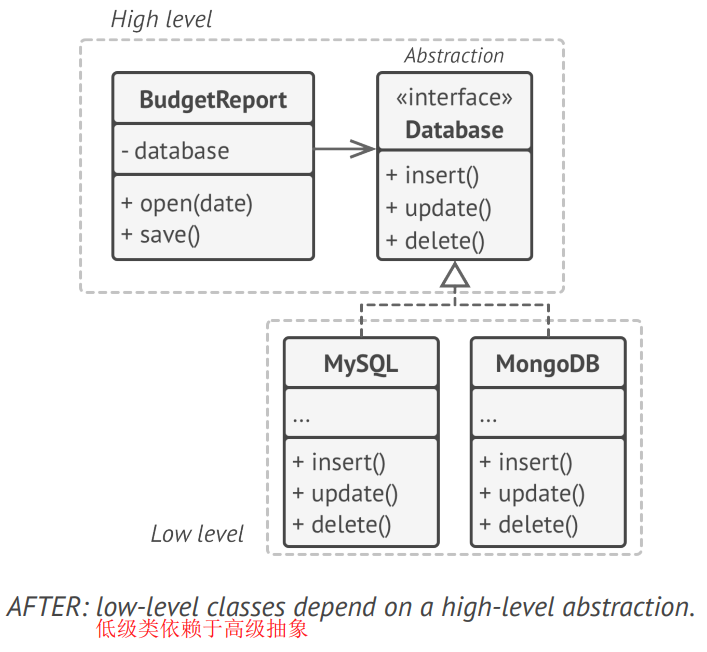 High level
Abstraction
BudgetReport
- database
+ open(date)
+ save()
«interface»
Database
+ insert()
+ update()
+ delete()
MySQL
...
+ insert()
+ update()
+ delete()
MongoDB
...
+ insert()
+ update()
+ delete()
Low level
AFTER: low-level classes depend on a high-level abstraction.
低级类依赖于高级抽象